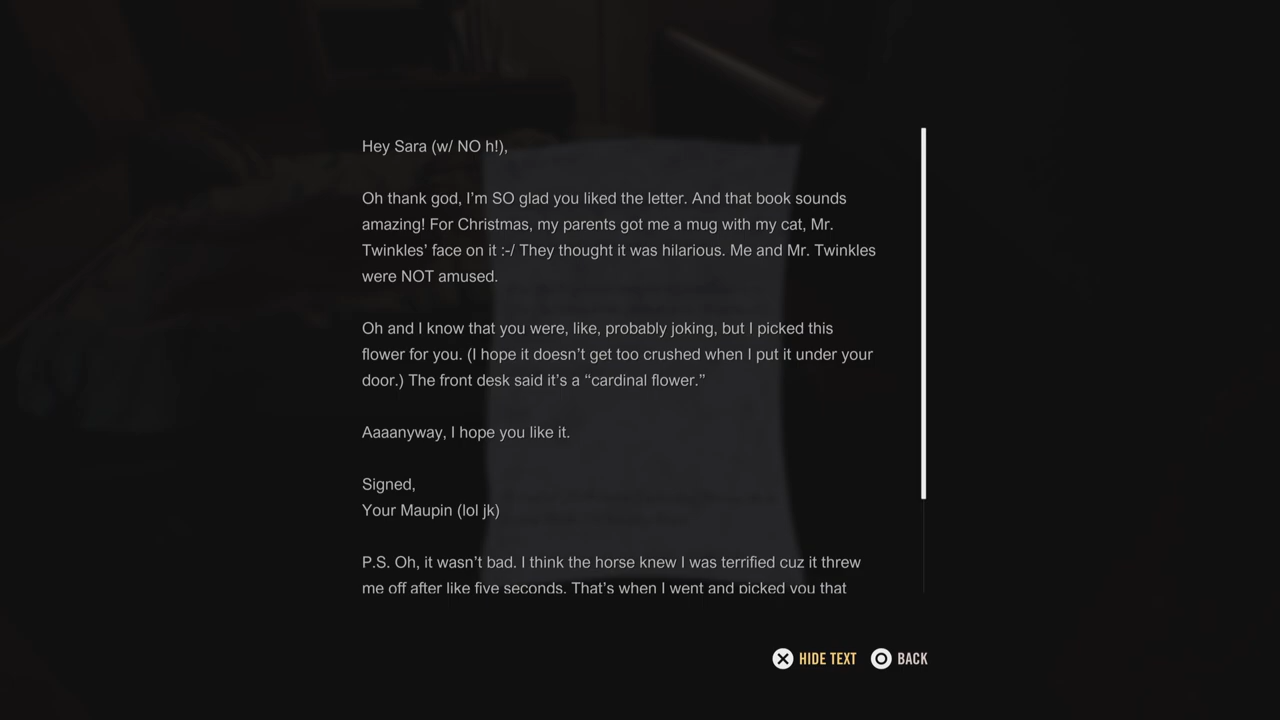 Hey Sara (w/ NO h!),
Oh thank god, I'm SO glad you liked the letter. And that book sounds
amazing! For Christmas, my parents got me a mug with my cat, Mr.
Twinkles' face on it :-/ They thought it was hilarious. Me and Mr. Twinkles
were NOT amused.
Oh and I know that you were, like, probably joking, but I picked this
flower for you. (I hope it doesn't get too crushed when I put it under your
door.) The front desk said it's a “cardinal flower.”
Aaaanyway, I hope you like it.
Signed,
Your Maupin (lol jk)
P.S. Oh, it wasn't bad. I think the horse knew I was terrified cuz it threw
me off after like five seconds. That's when I went and picked you that
HIDE TEXT BACK